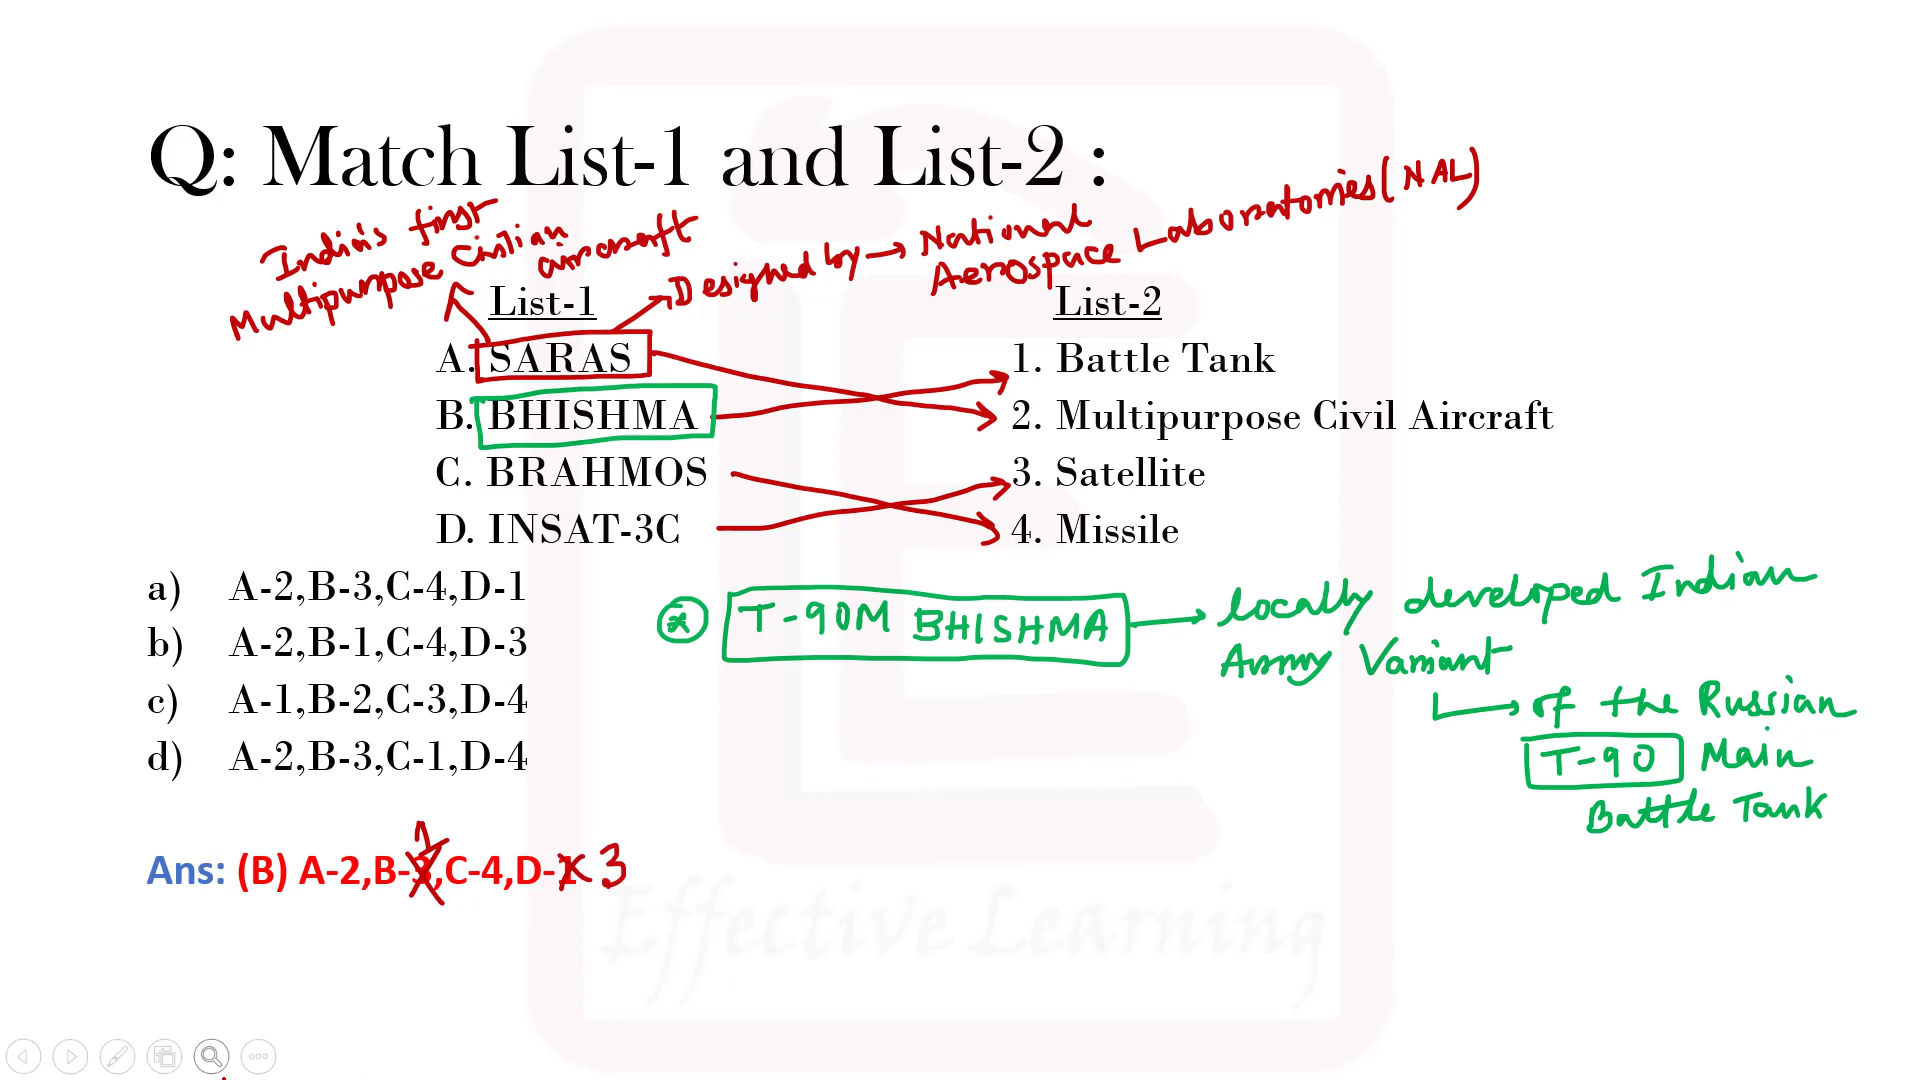 Q: Match List-1 and List-2 :
India's first
Multipurpose Civilian
aircraft
Designed by → National
Aerospace Laboratories (NAL)
List-1
List-2
A. SARAS
1. Battle Tank
B. BHISHMA
2. Multipurpose Civil Aircraft
C. BRAHMOS
3. Satellite
D. INSAT-3C
4. Missile
a) A-2,B-3,C-4,D-1
b) A-2,B-1,C-4,D-3
c) A-1,B-2,C-3,D-4
d) A-2,B-3,C-1,D-4
T-90M BHISHMA → locally developed Indian
Army Variant
→ of the Russian
T-90 Main
Battle Tank
1
Ans: (B) A-2,B-3,C-4,D-1 3
Effective Learning